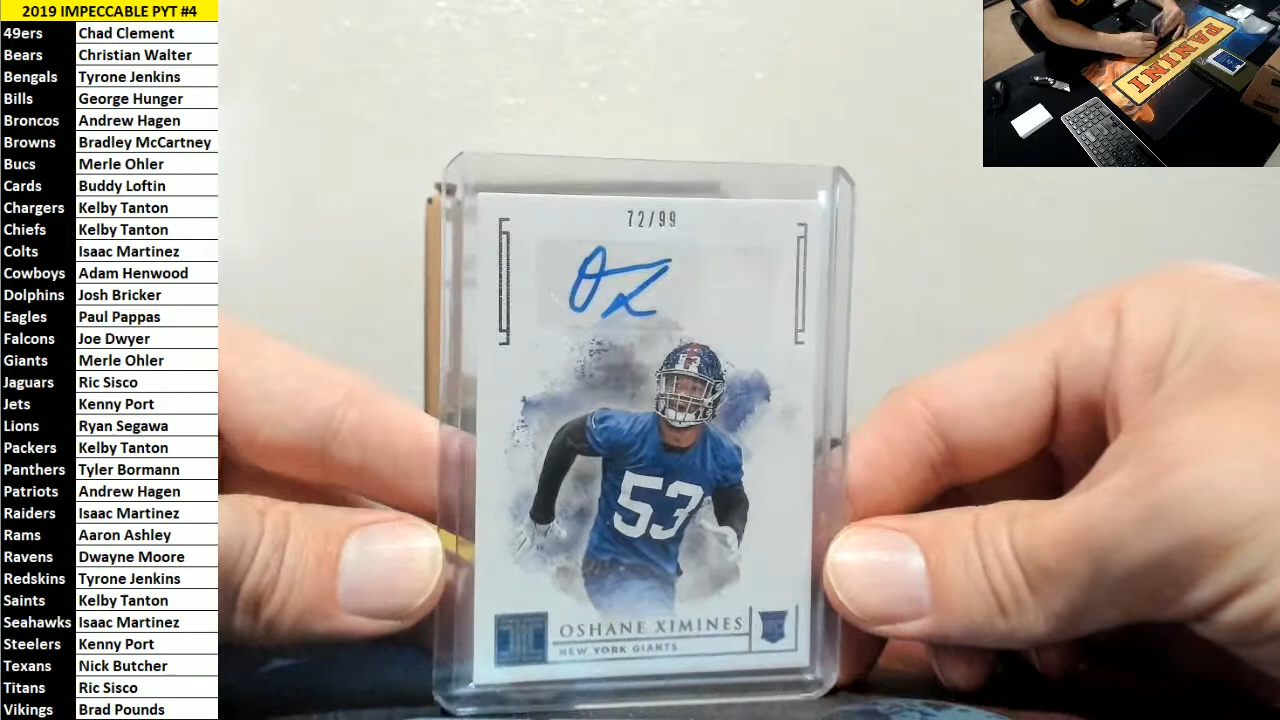 2019 IMPECCABLE PYT #4
49ers Chad Clement
Bears Christian Walter
Bengals Tyrone Jenkins
Bills George Hunger
Broncos Andrew Hagen
Browns Bradley McCartney
Bucs Merle Ohler
Cards Buddy Loftin
Chargers Kelby Tanton
Chiefs Kelby Tanton
Colts Isaac Martinez
Cowboys Adam Henwood
Dolphins Josh Bricker
Eagles Paul Pappas
Falcons Joe Dwyer
Giants Merle Ohler
Jaguars Ric Sisco
Jets Kenny Port
Lions Ryan Segawa
Packers Kelby Tanton
Panthers Tyler Bormann
Patriots Andrew Hagen
Raiders Isaac Martinez
Rams Aaron Ashley
Ravens Dwayne Moore
Redskins Tyrone Jenkins
Saints Kelby Tanton
Seahawks Isaac Martinez
Steelers Kenny Port
Texans Nick Butcher
Titans Ric Sisco
Vikings Brad Pounds
72/99
53
OSHANE XIMINES
NEW YORK GIANTS
PANINI